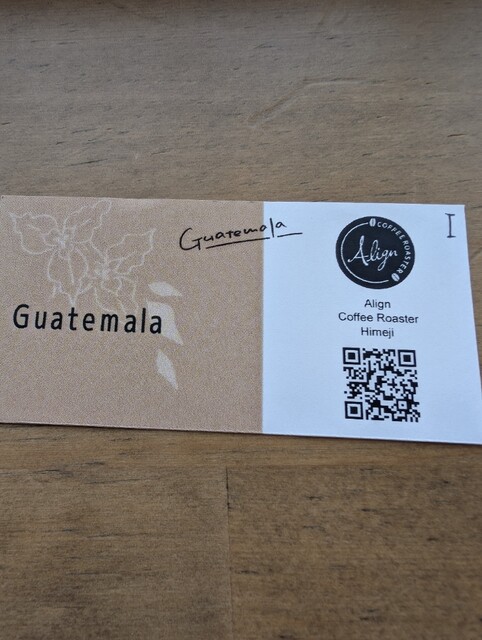 Guatemala
Guatemala
COFFEE ROASTER
Align
Align
Coffee Roaster
Himeji
I